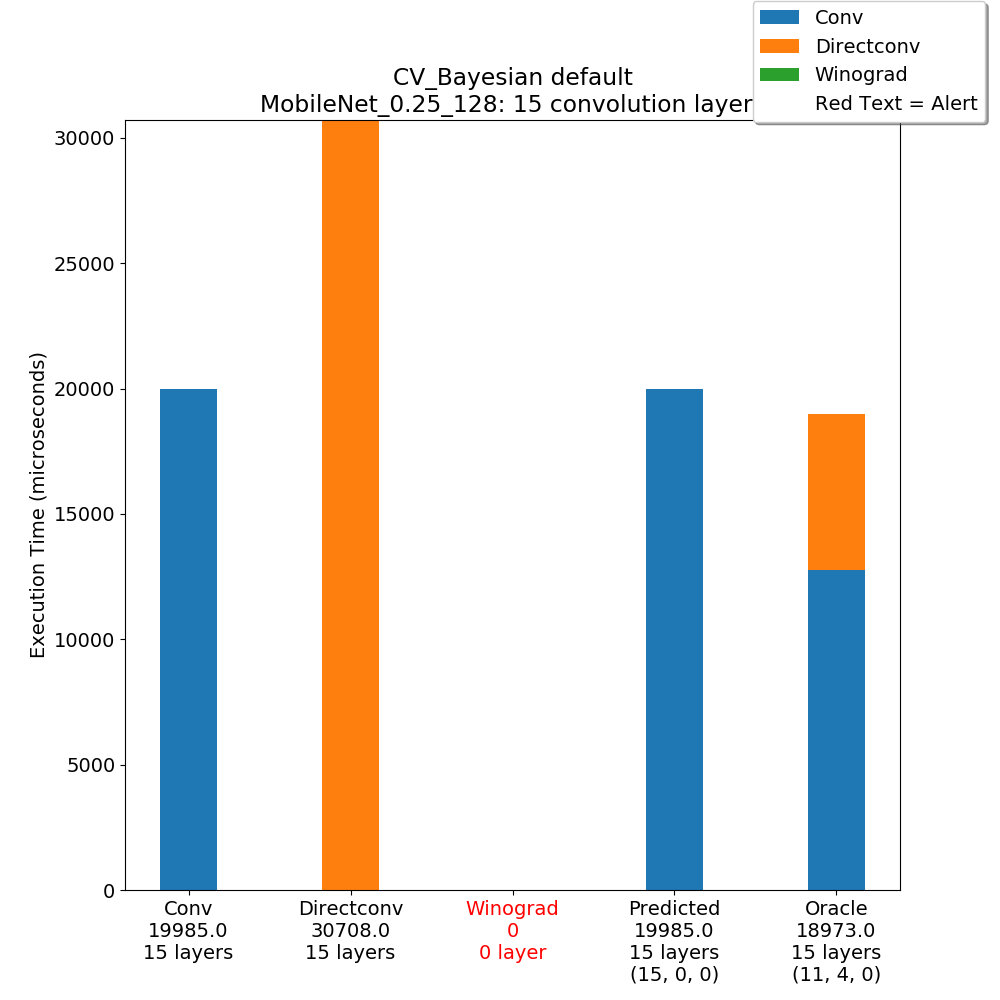 Conv
Directconv
Winograd
Red Text = Alert
CV_Bayesian default
MobileNet_0.25_128: 15 convolution layer
30000
25000
20000
15000
10000
5000
0
Execution Time (microseconds)
Conv
19985.0
15 layers
Directconv
30708.0
15 layers
Winograd
0
0 layer
Predicted
19985.0
15 layers
(15, 0, 0)
Oracle
18973.0
15 layers
(11, 4, 0)